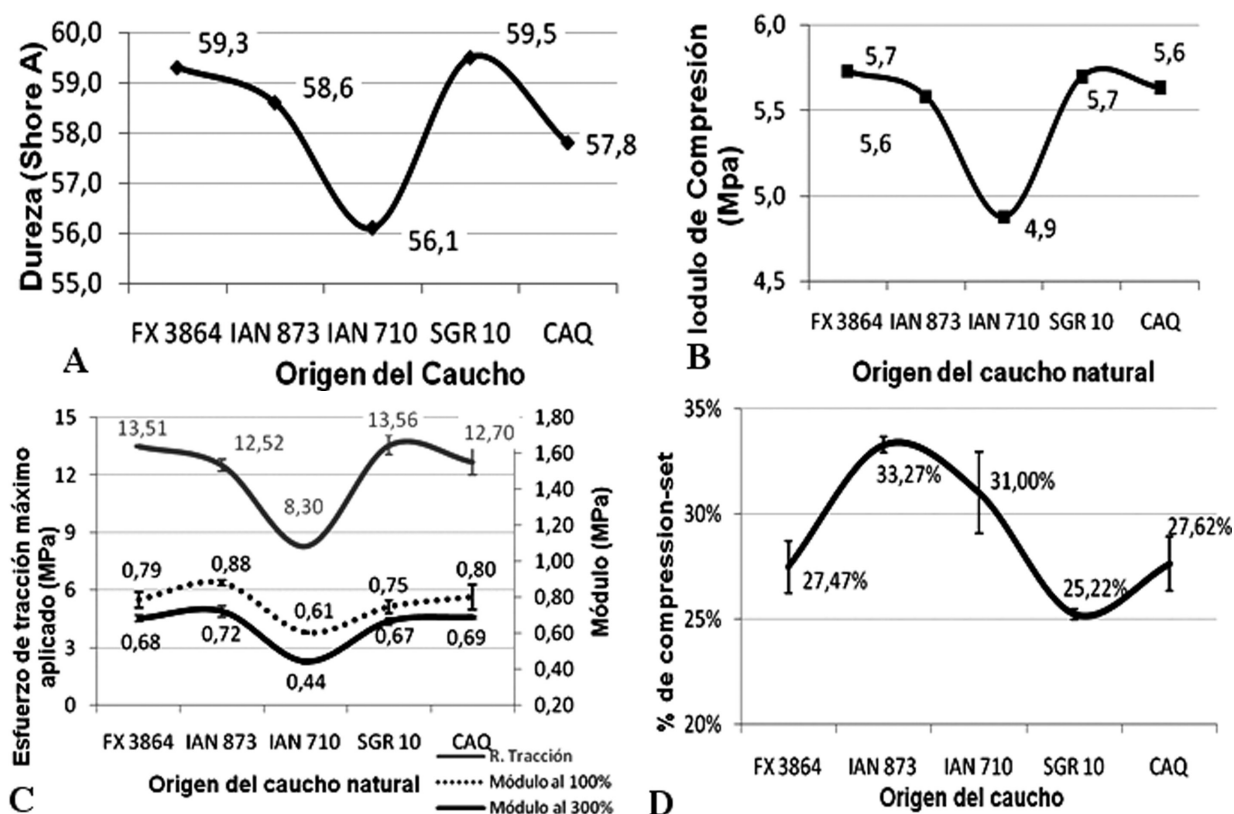 60,0
59,0
58,0
57,0
56,0
55,0
Dureza (Shore A)
59,3
58,6
56,1
59,5
57,8
FX 3864 IAN 873 IAN 710 SGR 10 CAQ
Origen del Caucho
A
6,0
5,5
5,0
4,5
lodulo de Compresión
(Mpa)
5,7
5,6
4,9
5,7
5,6
FX 3864 IAN 873 IAN 710 SGR 10 CAQ
Origen del caucho natural
B
15
12
9
6
3
0
Esfuerzo de tracción máximo
aplicado (MPa)
1,80
1,60
1,40
1,20
1,00
0,80
0,60
0,40
0,20
Módulo (MPa)
13,51
12,52
8,30
13,56
12,70
0,79
0,88
0,61
0,75
0,80
0,68
0,72
0,44
0,67
0,69
FX 3864 IAN 873 IAN 710 SGR 10 CAQ
Origen del caucho natural
R. Tracción
Módulo al 100%
Módulo al 300%
C
35%
30%
25%
20%
% de compression-set
27,47%
33,27%
31,00%
25,22%
27,62%
FX 3864 IAN 873 IAN 710 SGR 10 CAQ
Origen del caucho
D